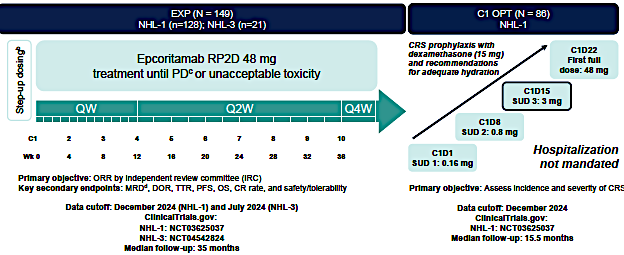 EXP (N = 149)
NHL-1 (n=128); NHL-3 (n=21)
Step-up dosingᵇ
Epcoritamab RP2D 48 mg
treatment until PDᶜ or unacceptable toxicity
QW Q2W Q4W
C1 2 3 4 5 6 7 8 9 10
Wk 0 4 8 12 16 20 24 28 32 36
Primary objective: ORR by independent review committee (IRC)
Key secondary endpoints: MRDᵈ, DOR, TTR, PFS, OS, CR rate, and safety/tolerability
Data cutoff: December 2024 (NHL-1) and July 2024 (NHL-3)
ClinicalTrials.gov:
NHL-1: NCT03625037
NHL-3: NCT04542824
Median follow-up: 35 months
C1 OPT (N = 86)
NHL-1
CRS prophylaxis with
dexamethasone (15 mg)
and recommendations
for adequate hydration
C1D22
First full
dose: 48 mg
C1D15
SUD 3: 3 mg
C1D8
SUD 2: 0.8 mg
C1D1
SUD 1: 0.16 mg
Hospitalization
not mandated
Primary objective: Assess incidence and severity of CRS
Data cutoff: December 2024
ClinicalTrials.gov:
NHL-1: NCT03625037
Median follow-up: 15.5 months